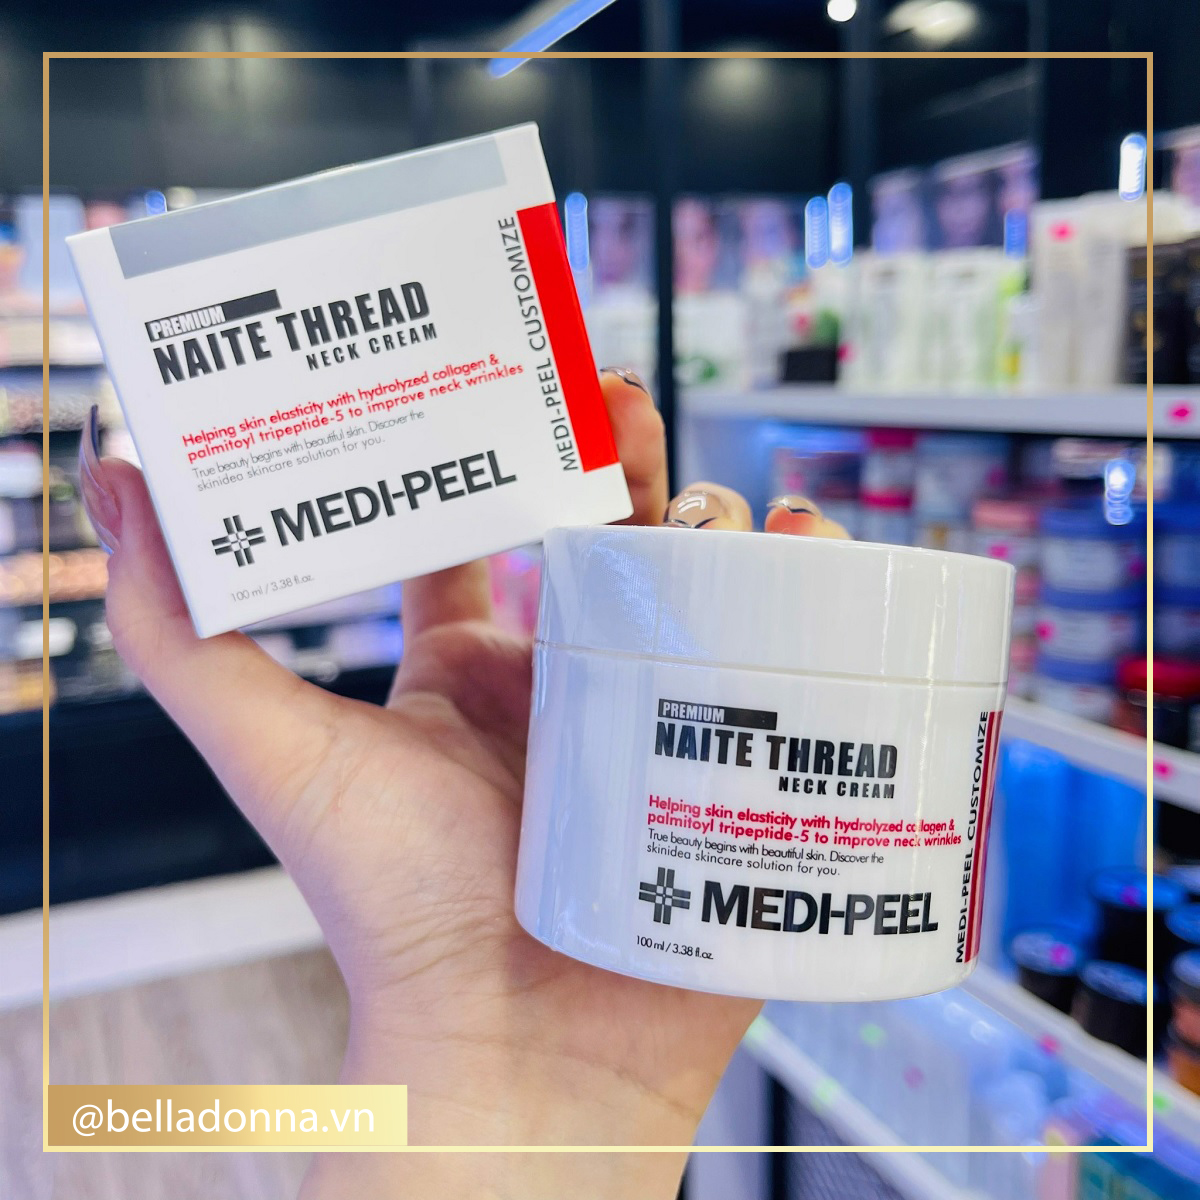 PREMIUM
NAITE THREAD
NECK CREAM
Helping skin elasticity with hydrolyzed collagen &
palmitoyl tripeptide-5 to improve neck wrinkles
True beauty begins with beautiful skin. Discover the
skinidea skincare solution for you.
MEDI-PEEL
100 ml / 3.38 fl.oz.
MEDI-PEEL CUSTOMIZE
PREMIUM
NAITE THREAD
NECK CREAM
Helping skin elasticity with hydrolyzed collagen &
palmitoyl tripeptide-5 to improve neck wrinkles
True beauty begins with beautiful skin. Discover the
skinidea skincare solution for you.
MEDI-PEEL
100 ml / 3.38 fl.oz.
MEDI-PEEL CUSTOMIZE
@belladonna.vn